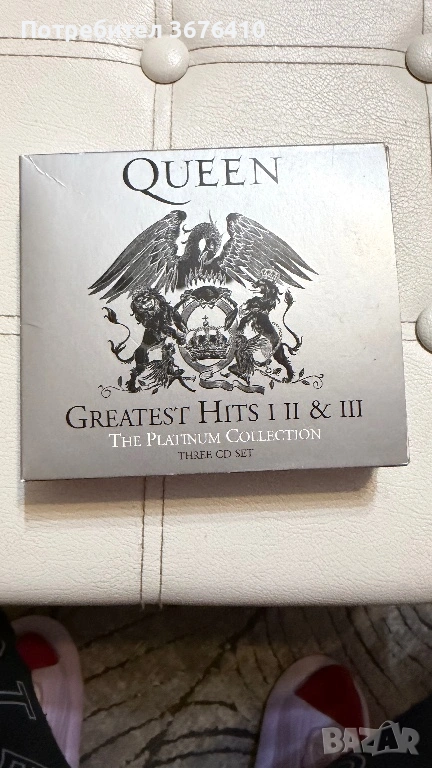 Потребител 3676410
QUEEN
GREATEST HITS I II & III
THE PLATINUM COLLECTION
THREE CD SET
BAZAR